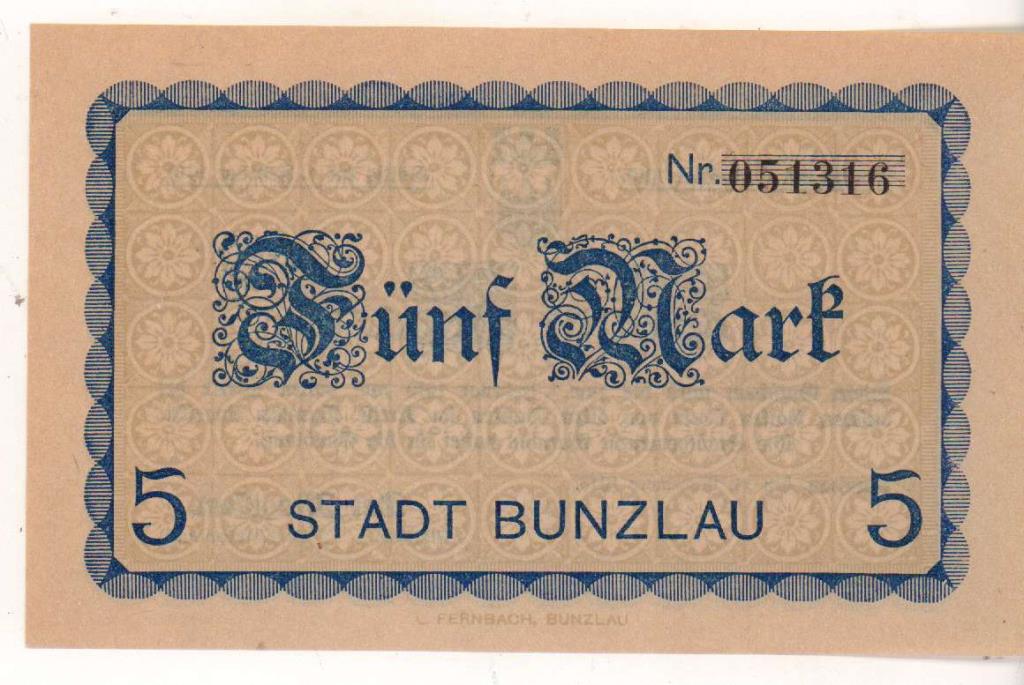 Nr. 051316
Fünf Mark
5 STADT BUNZLAU 5
L. FERNBACH, BUNZLAU